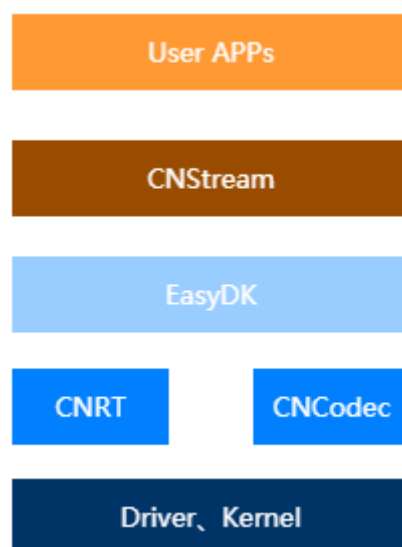 User APPs
CNStream
EasyDK
CNRT
CNCodec
Driver、Kernel